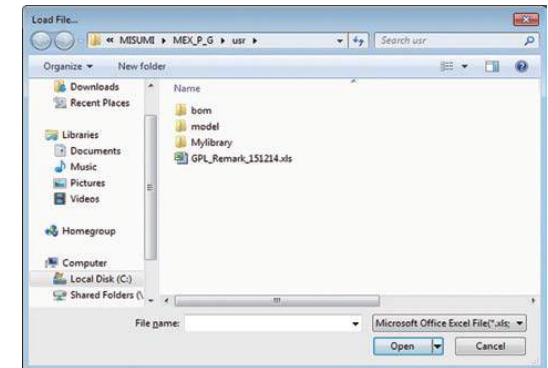 Load File...
« MISUMI ▸ MEX_P_G ▸ usr ▸
Search usr
Organize ▾ New folder
Downloads
Recent Places
Libraries
Documents
Music
Pictures
Videos
Homegroup
Computer
Local Disk (C:)
Shared Folders (\
Name
bom
model
Mylibrary
GPL_Remark_151214.xls
File name:
Microsoft Office Excel File(*.xls;
Open
Cancel